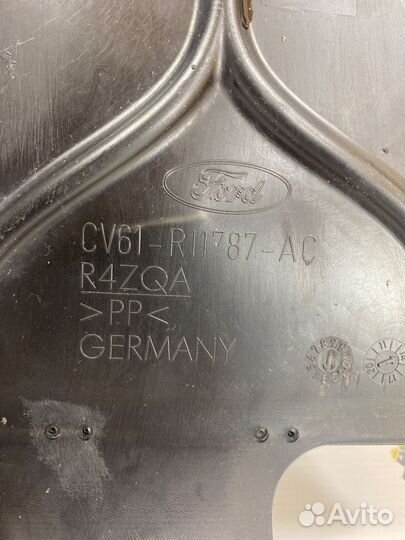 Ford
CV61-R11787-AC
R4ZQA
>PP<
GERMANY
Avito